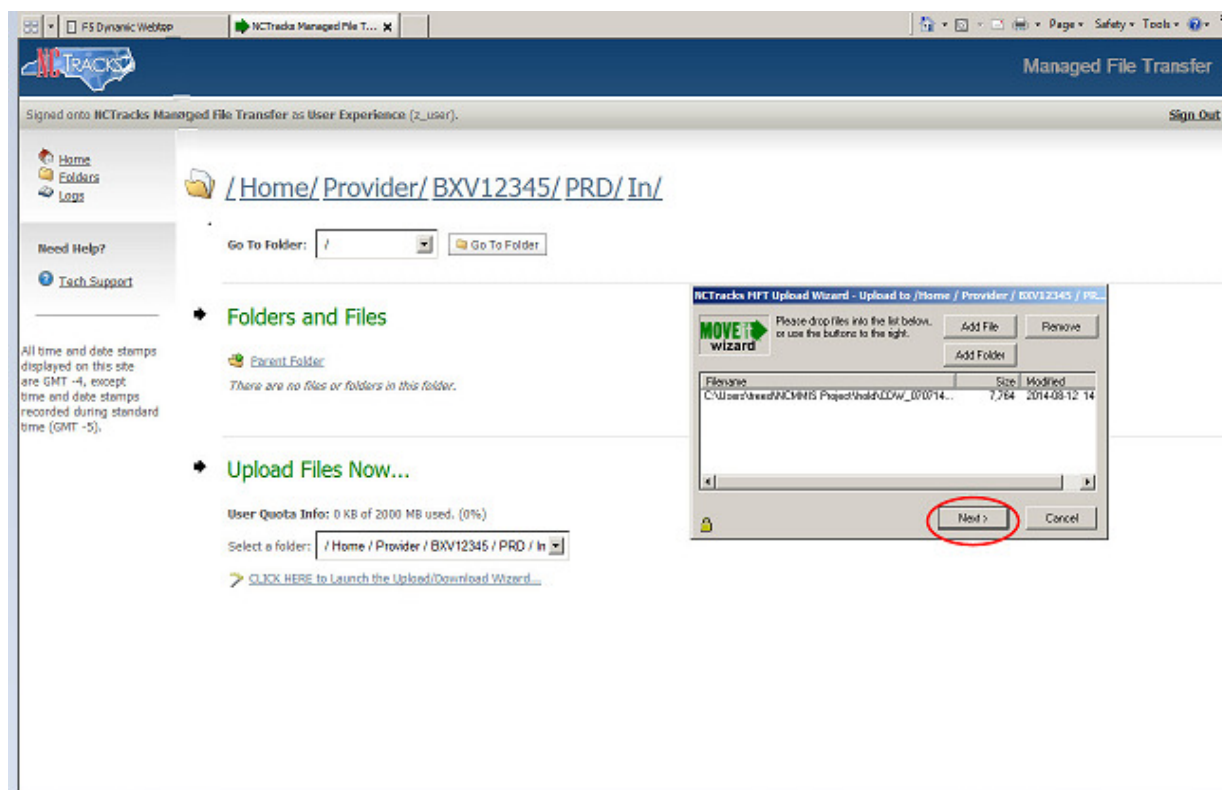 F5 Dynamic Webtop
NCTracks Managed File T...
Page
Safety
Tools
NCTRACKS
Managed File Transfer
Signed onto NCTracks Managed File Transfer as User Experience (z_user).
Sign Out
Home
Folders
Logs
/ Home/ Provider/ BXV12345/ PRD/ In/
Go To Folder: /
Go To Folder
Need Help?
Tech Support
All time and date stamps
displayed on this site
are GMT -4, except
time and date stamps
recorded during standard
time (GMT -5).
Folders and Files
Parent Folder
There are no files or folders in this folder.
Upload Files Now...
User Quota Info: 0 KB of 2000 MB used. (0%)
Select a folder: / Home / Provider / BXV12345 / PRD / In
CLICK HERE to Launch the Upload/Download Wizard...
NCTracks MFT Upload Wizard - Upload to /Home / Provider / BXV12345 / PR...
MOVEit
wizard
Please drop files into the list below,
or use the buttons to the right.
Add File
Remove
Add Folder
Filename
Size
Modified
Project\hold\CDW_070714...
7,764
2014-08-12 14
Next >
Cancel